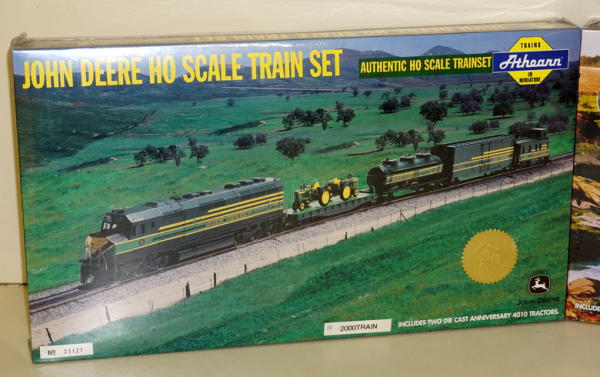 JOHN DEERE HO SCALE TRAIN SET
AUTHENTIC HO SCALE TRAINSET
TRAINS
Athearn
IN
MINIATURE
JOHN DEERE
2000TRAIN
INCLUDES TWO DIE CAST ANNIVERSARY 4010 TRACTORS.
Nº 01121
INCLUDE